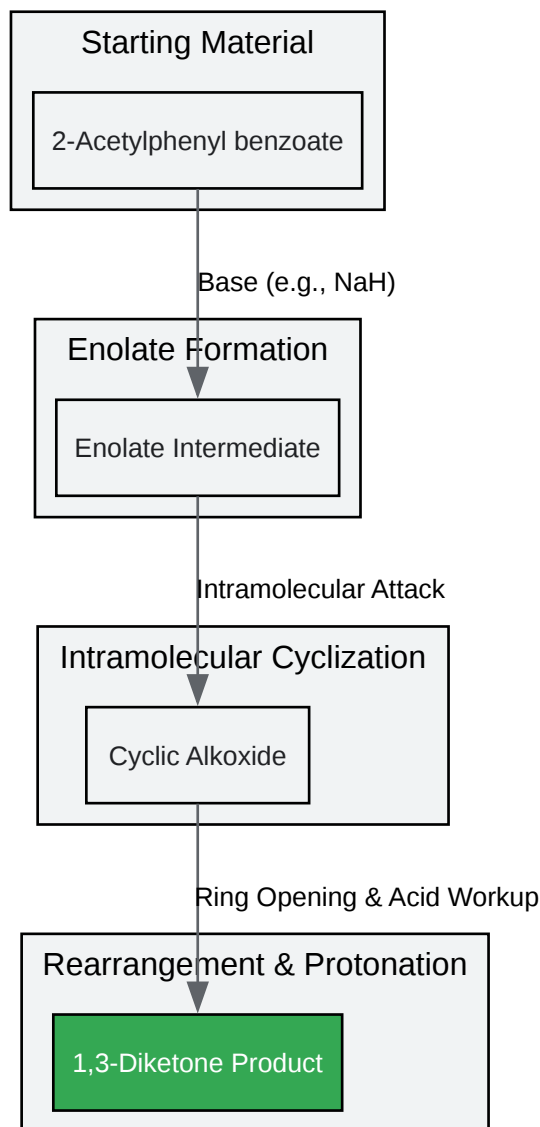 Starting Material
2-Acetylphenyl benzoate
Base (e.g., NaH)
Enolate Formation
Enolate Intermediate
Intramolecular Attack
Intramolecular Cyclization
Cyclic Alkoxide
Ring Opening & Acid Workup
Rearrangement & Protonation
1,3-Diketone Product